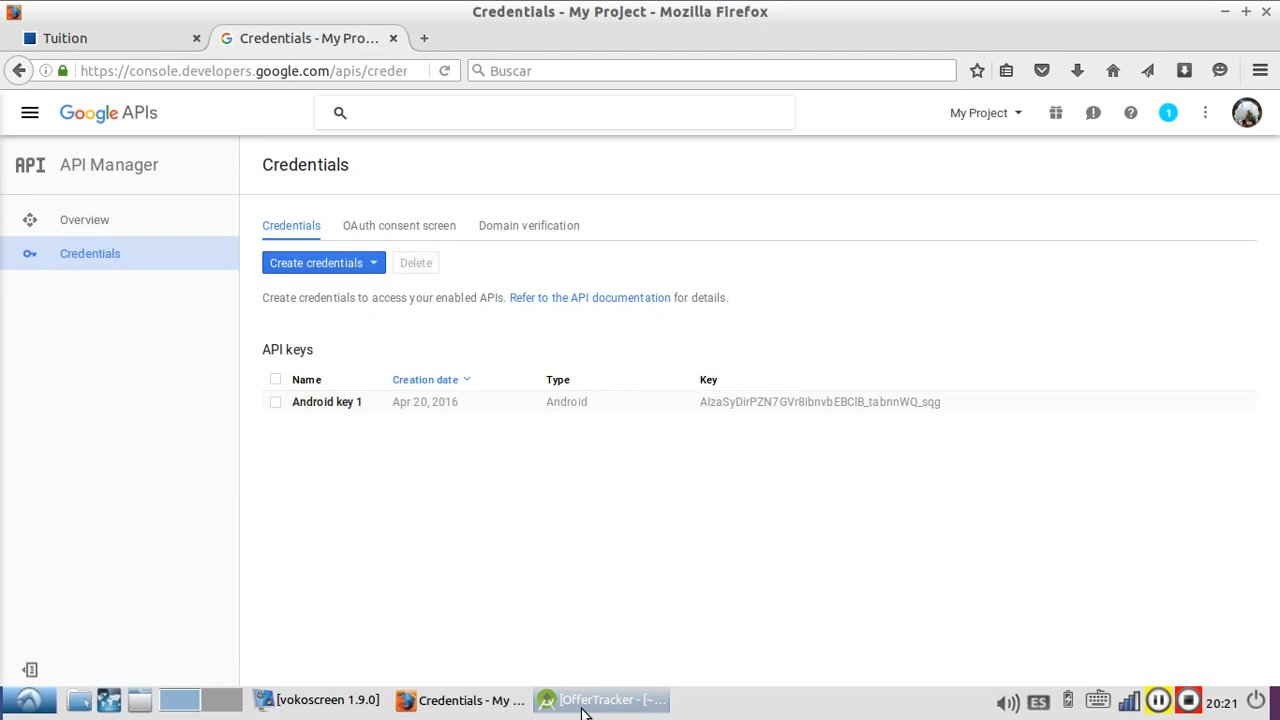 Credentials - My Project - Mozilla Firefox
Tuition
Credentials - My Pro...
https://console.developers.google.com/apis/creder
Buscar
Google APIs
My Project
1
API
API Manager
Credentials
Overview
Credentials
Credentials
OAuth consent screen
Domain verification
Create credentials
Delete
Create credentials to access your enabled APIs. Refer to the API documentation for details.
API keys
Name
Creation date
Type
Key
Android key 1
Apr 20, 2016
Android
AIzaSyDirPZN7GVr8ibnvbEBClB_tabnnWQ_sqg
[vokoscreen 1.9.0]
Credentials - My ...
[OfferTracker - [~...
ES
20:21